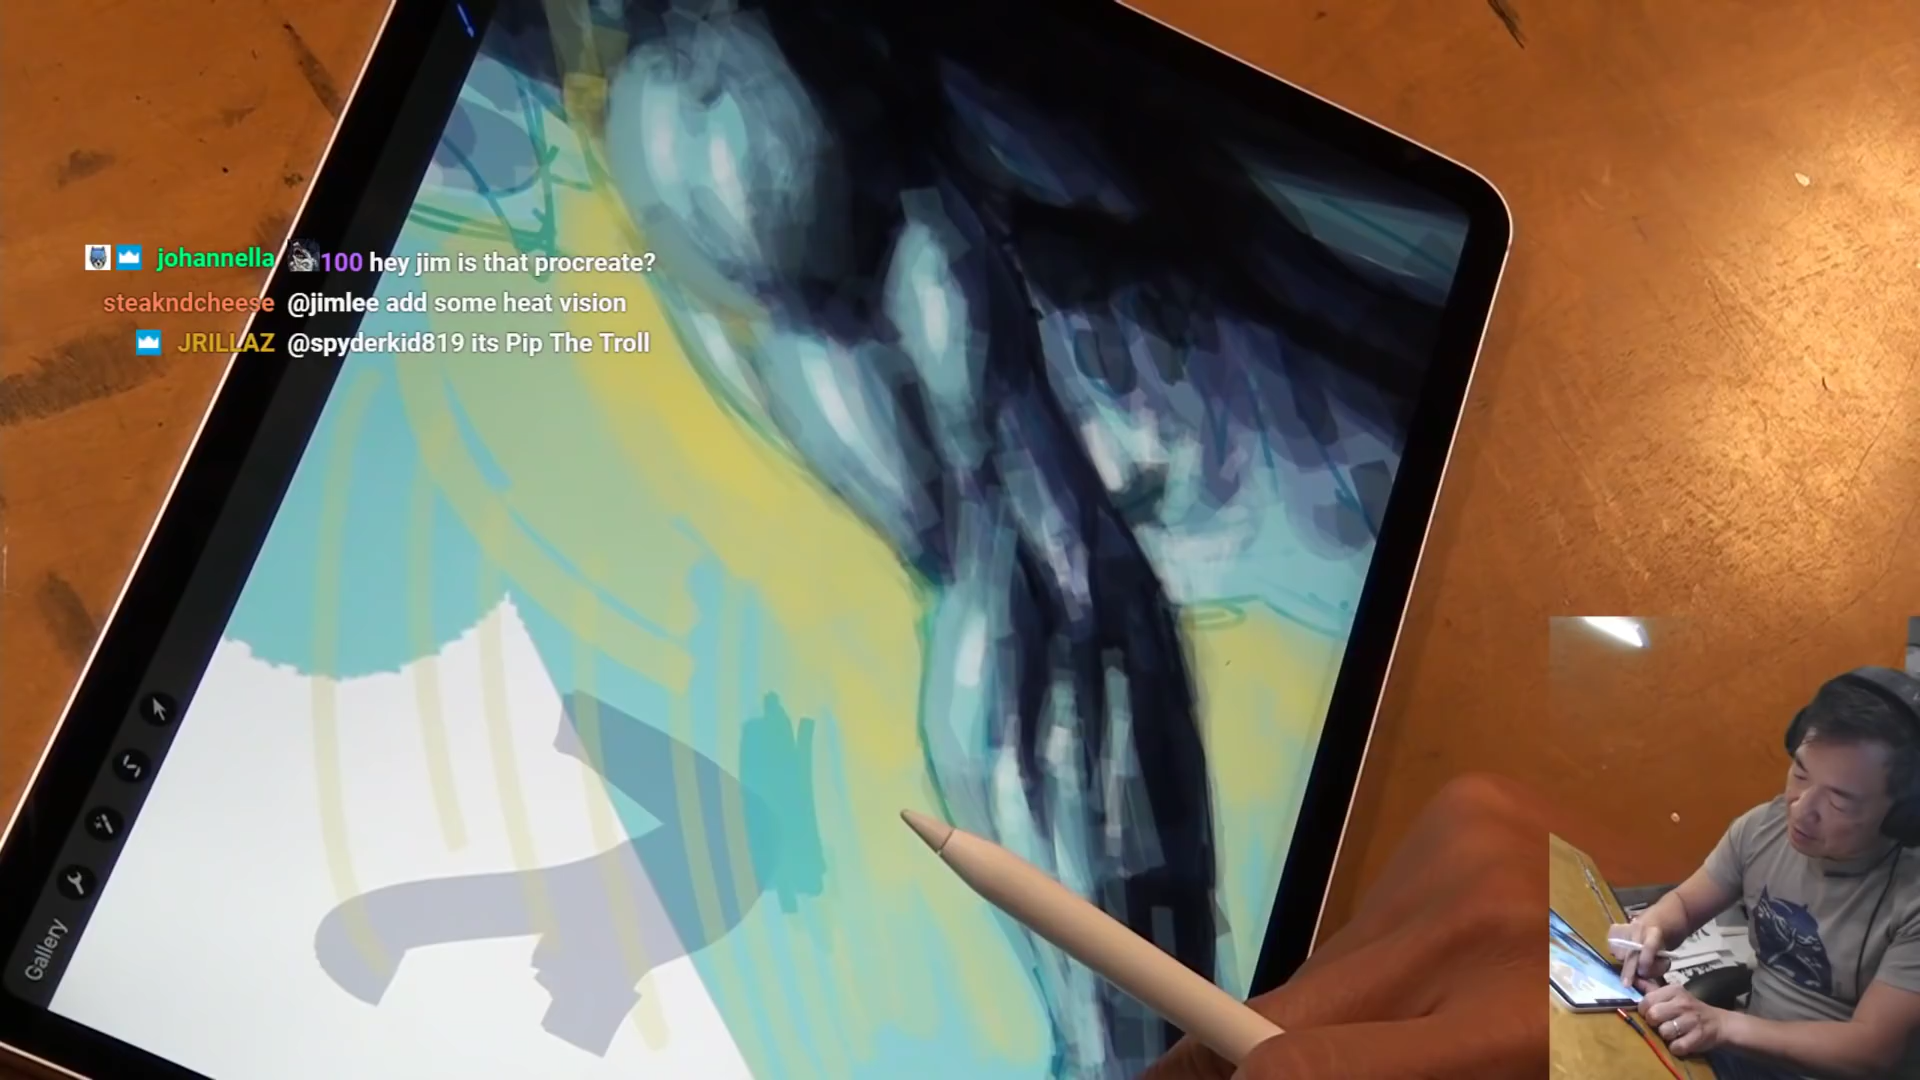 johannella 100 hey jim is that procreate?
steakndcheese @jimlee add some heat vision
JRILLAZ @spyderkid819 its Pip The Troll
Gallery